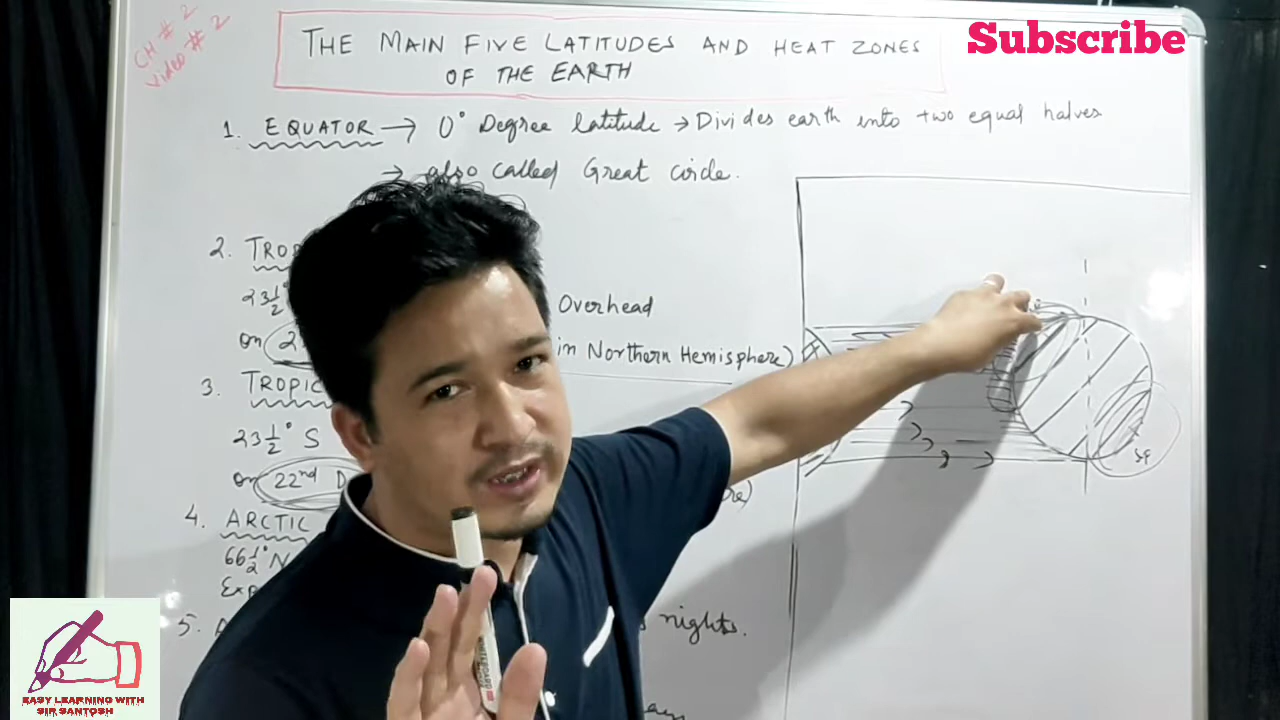 CH # 2
Video # 2
Subscribe
THE MAIN FIVE LATITUDES AND HEAT ZONES
OF THE EARTH
1. EQUATOR → 0° Degree latitude → Divides earth into two equal halves
→ also called Great circle.
2. TROP
23½° Overhead
on 2 in Northern Hemisphere)
3. TROPIC
23½° S
on 22nd D
4. ARCTIC
66½° N
5. nights.
SP
EASY LEARNING WITH
SIR SANTOSH